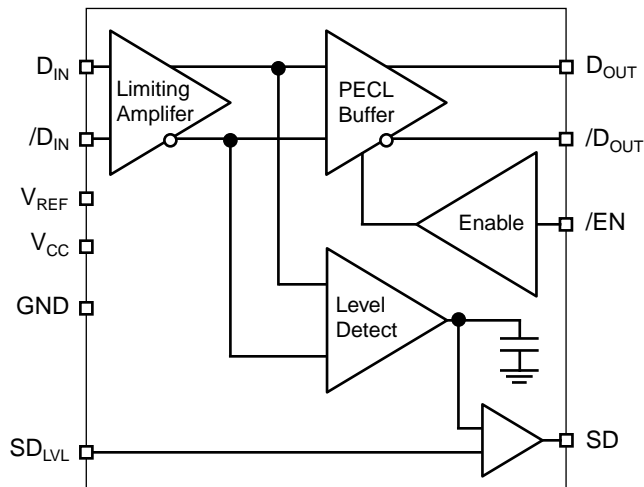 D_IN
Limiting
Amplifer
PECL
Buffer
D_OUT
/D_IN
/D_OUT
V_REF
Enable
/EN
V_CC
GND
Level
Detect
SD_LVL
SD